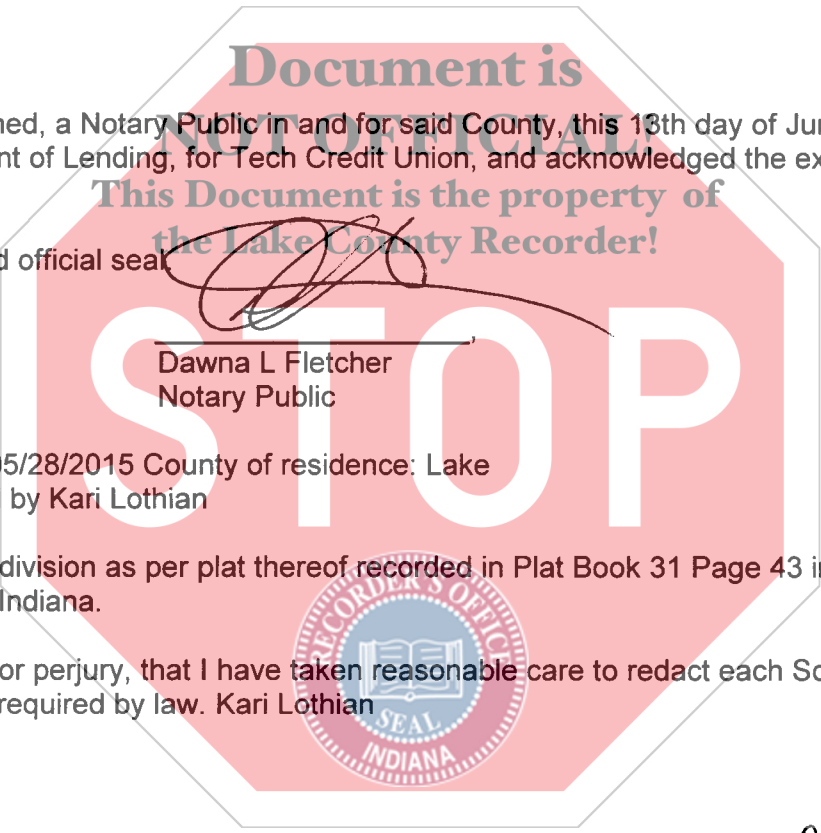 Document is
NOT OFFICIAL!
This Document is the property of
the Lake County Recorder!
STOP
ned, a Notary Public in and for said County, this 13th day of Jun
nt of Lending, for Tech Credit Union, and acknowledged the ex
d official seal.
Dawna L Fletcher
Notary Public
05/28/2015 County of residence: Lake
by Kari Lothian
division as per plat thereof recorded in Plat Book 31 Page 43 in
Indiana.
or perjury, that I have taken reasonable care to redact each So
required by law. Kari Lothian
RECORDER'S OFFICE
SEAL
INDIANA